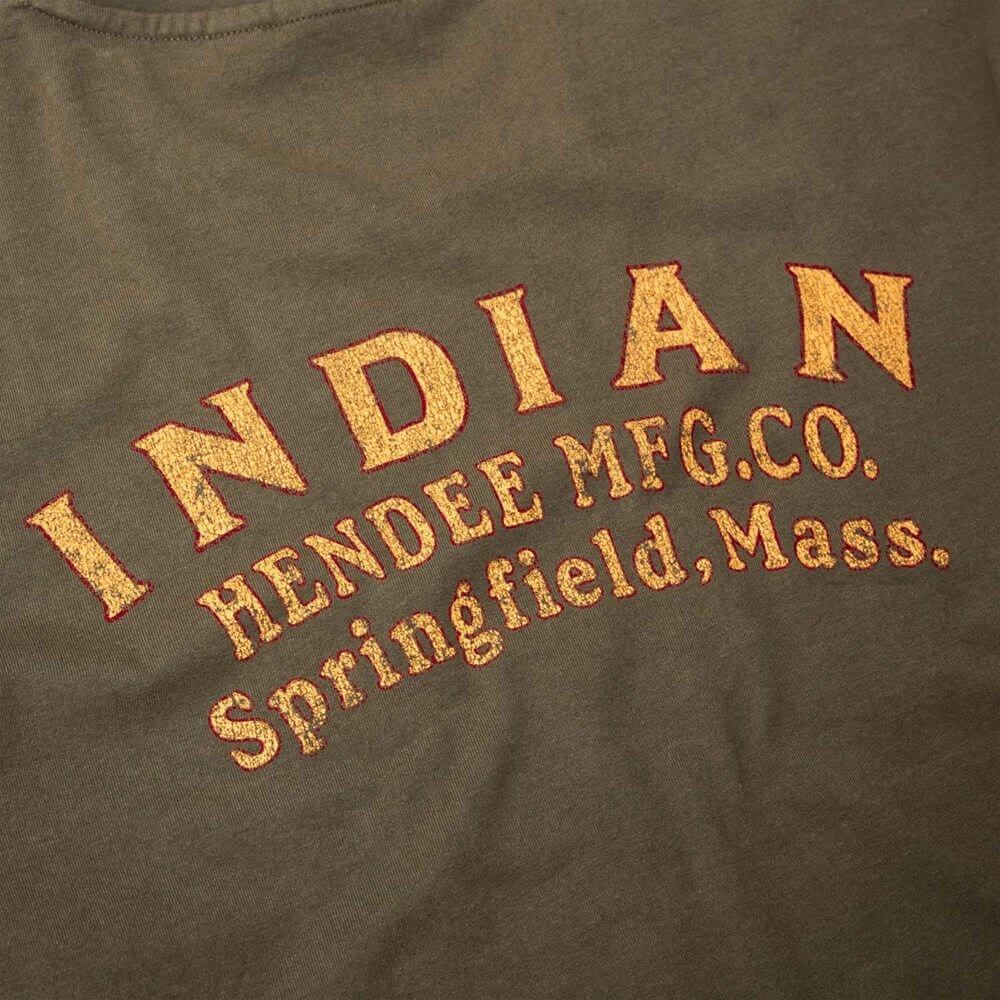 INDIAN
HENDEE MFG.CO.
Springfield, Mass.